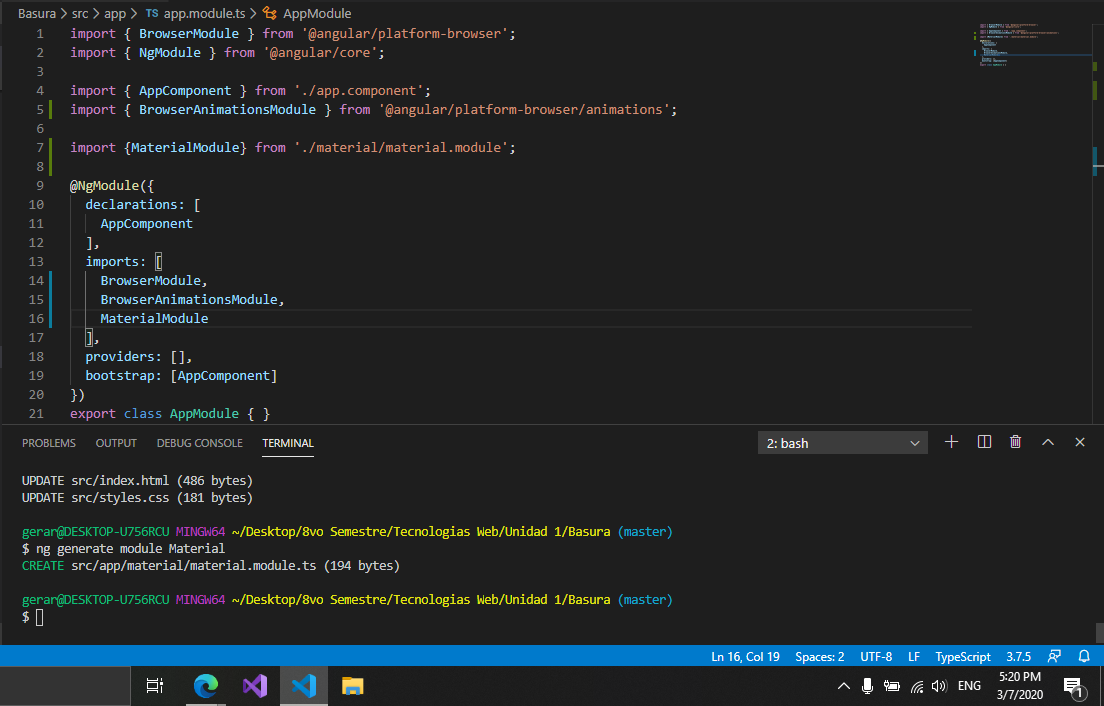 Basura > src > app > TS app.module.ts > AppModule
1 import { BrowserModule } from '@angular/platform-browser';
2 import { NgModule } from '@angular/core';
3
4 import { AppComponent } from './app.component';
5 import { BrowserAnimationsModule } from '@angular/platform-browser/animations';
6
7 import {MaterialModule} from './material/material.module';
8
9 @NgModule({
10   declarations: [
11     AppComponent
12   ],
13   imports: [
14     BrowserModule,
15     BrowserAnimationsModule,
16     MaterialModule
17   ],
18   providers: [],
19   bootstrap: [AppComponent]
20 })
21 export class AppModule { }
PROBLEMS OUTPUT DEBUG CONSOLE TERMINAL 2: bash
UPDATE src/index.html (486 bytes)
UPDATE src/styles.css (181 bytes)
gerar@DESKTOP-U756RCU MINGW64 ~/Desktop/8vo Semestre/Tecnologias Web/Unidad 1/Basura (master)
$ ng generate module Material
CREATE src/app/material/material.module.ts (194 bytes)
gerar@DESKTOP-U756RCU MINGW64 ~/Desktop/8vo Semestre/Tecnologias Web/Unidad 1/Basura (master)
$
Ln 16, Col 19 Spaces: 2 UTF-8 LF TypeScript 3.7.5
ENG
5:20 PM
3/7/2020
1